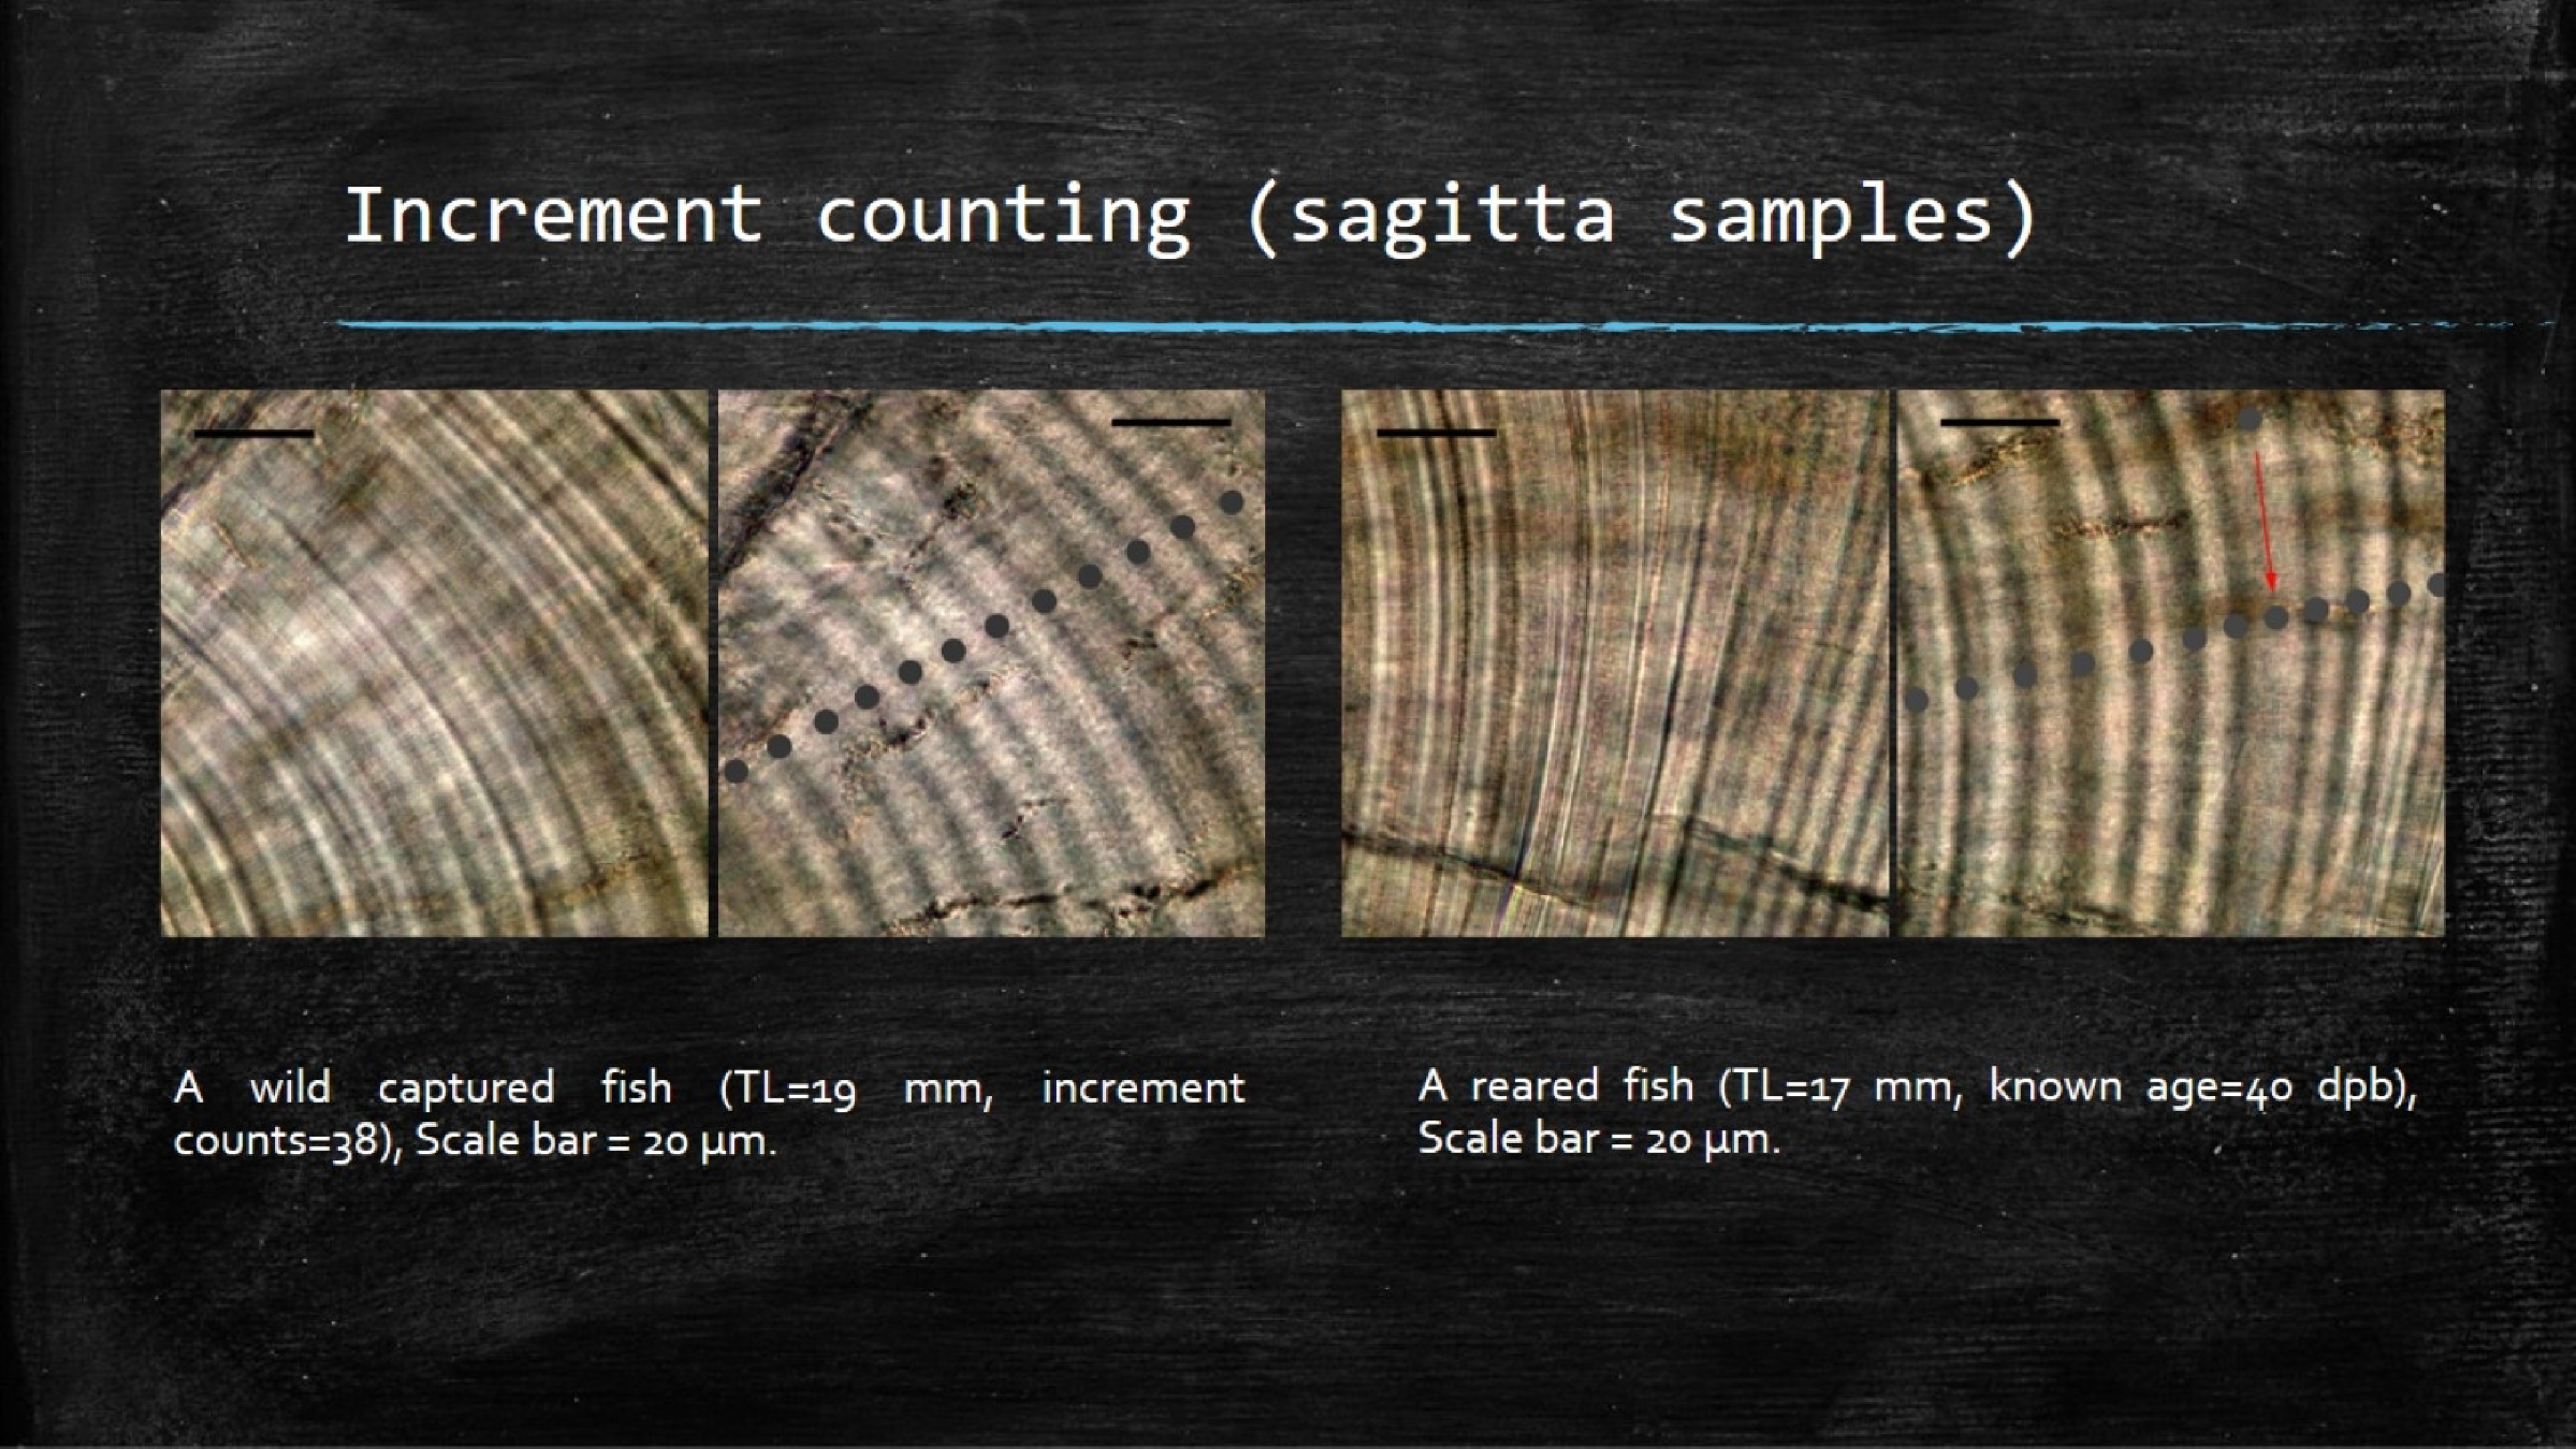 Increment counting (sagitta samples)
A wild captured fish (TL=19 mm, increment
counts=38), Scale bar = 20 µm.
A reared fish (TL=17 mm, known age=40 dpb),
Scale bar = 20 µm.